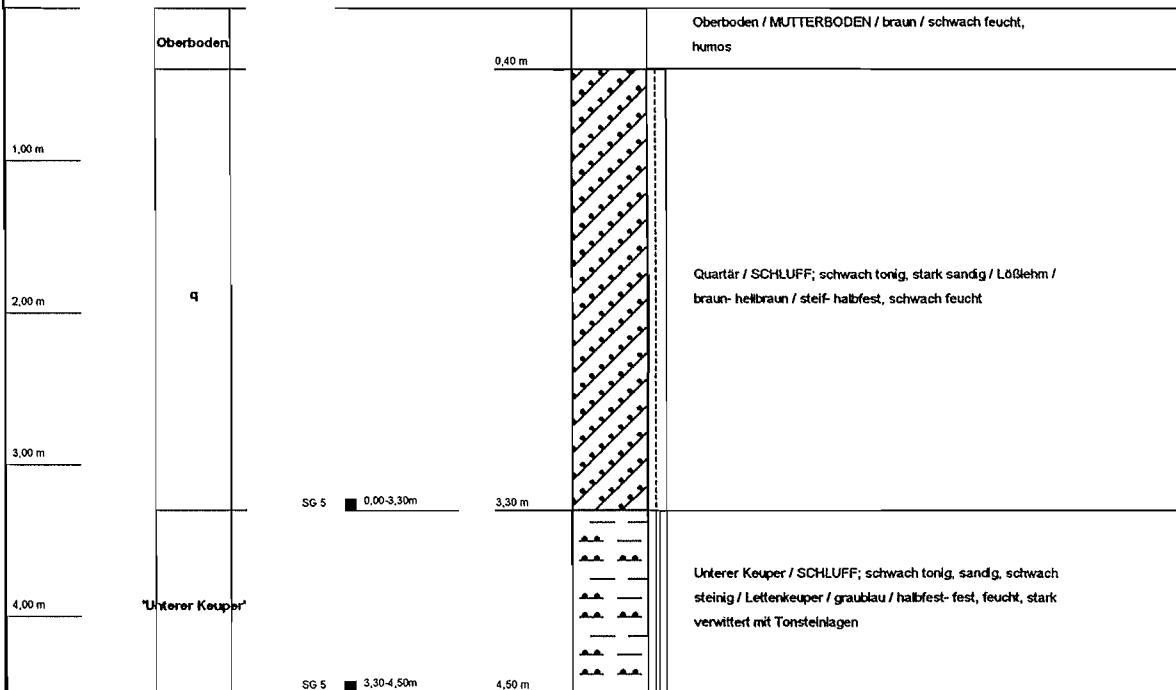 Oberboden / MUTTERBODEN / braun / schwach feucht,
humos
Oberboden
0,40 m
1,00 m
q
Quartär / SCHLUFF; schwach tonig, stark sandig / Lößlehm /
braun- hellbraun / steif- halbfest, schwach feucht
2,00 m
3,00 m
SG 5
0,00-3,30m
3,30 m
Unterer Keuper / SCHLUFF; schwach tonig, sandig, schwach
steinig / Lettenkeuper / graublau / halbfest- fest, feucht, stark
verwittert mit Tonsteinlagen
4,00 m
"Unterer Keuper"
SG 5
3,30-4,50m
4,50 m